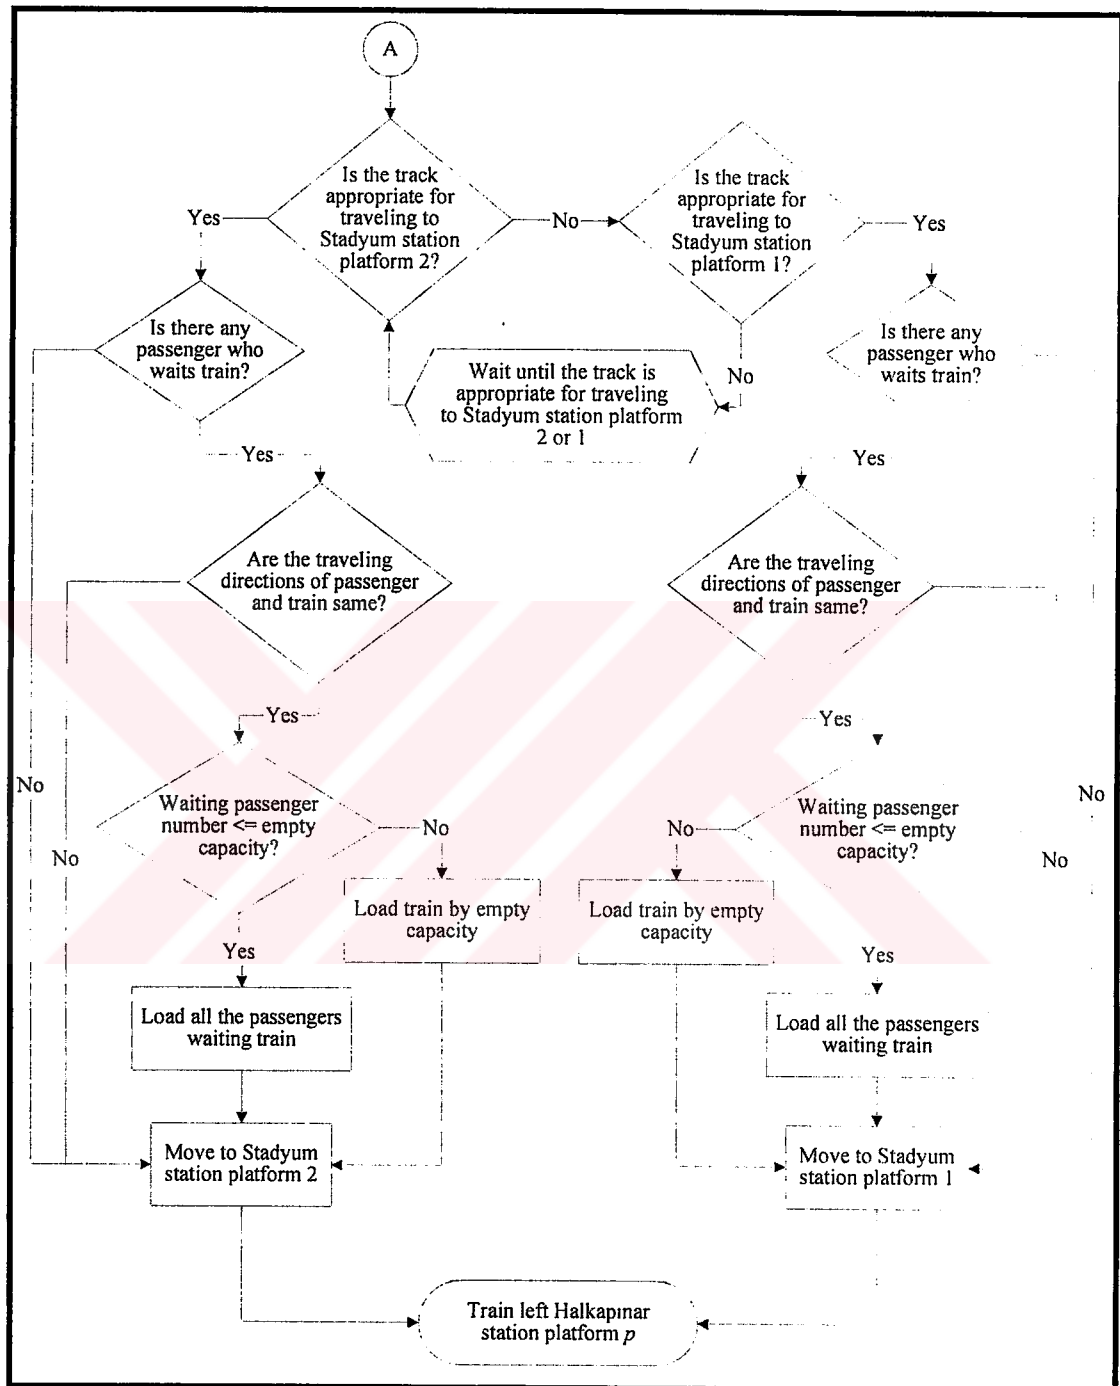 A
Is the track
appropriate for
traveling to
Stadyum station
platform 2?
Is the track
appropriate for
traveling to
Stadyum station
platform 1?
Yes
No
Yes
Is there any
passenger who
waits train?
Wait until the track is
appropriate for traveling
to Stadyum station platform
2 or 1
No
Is there any
passenger who
waits train?
Yes
Yes
Are the traveling
directions of passenger
and train same?
Are the traveling
directions of passenger
and train same?
Yes
Yes
No
No
Waiting passenger
number <= empty
capacity?
No
No
Waiting passenger
number <= empty
capacity?
No
No
Load train by empty
capacity
Load train by empty
capacity
Yes
Yes
Load all the passengers
waiting train
Load all the passengers
waiting train
Move to Stadyum
station platform 2
Move to Stadyum
station platform 1
Train left Halkapınar
station platform p